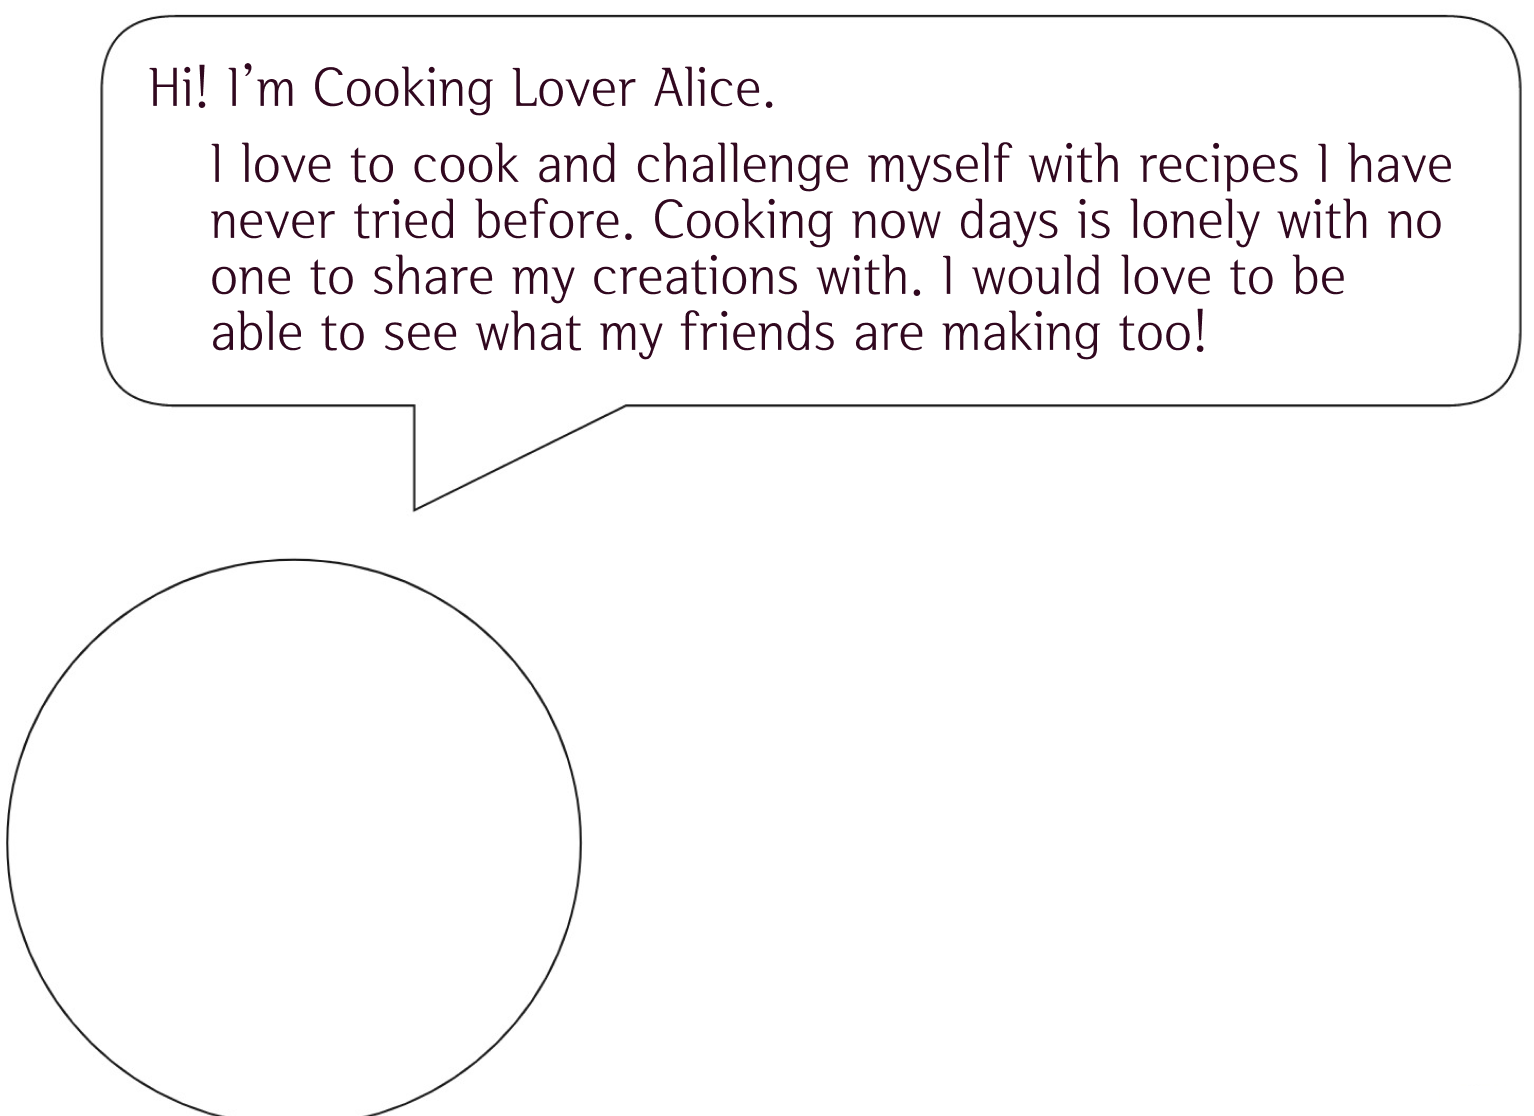 Hi! I’m Cooking Lover Alice.
I love to cook and challenge myself with recipes I have
never tried before. Cooking now days is lonely with no
one to share my creations with. I would love to be
able to see what my friends are making too!